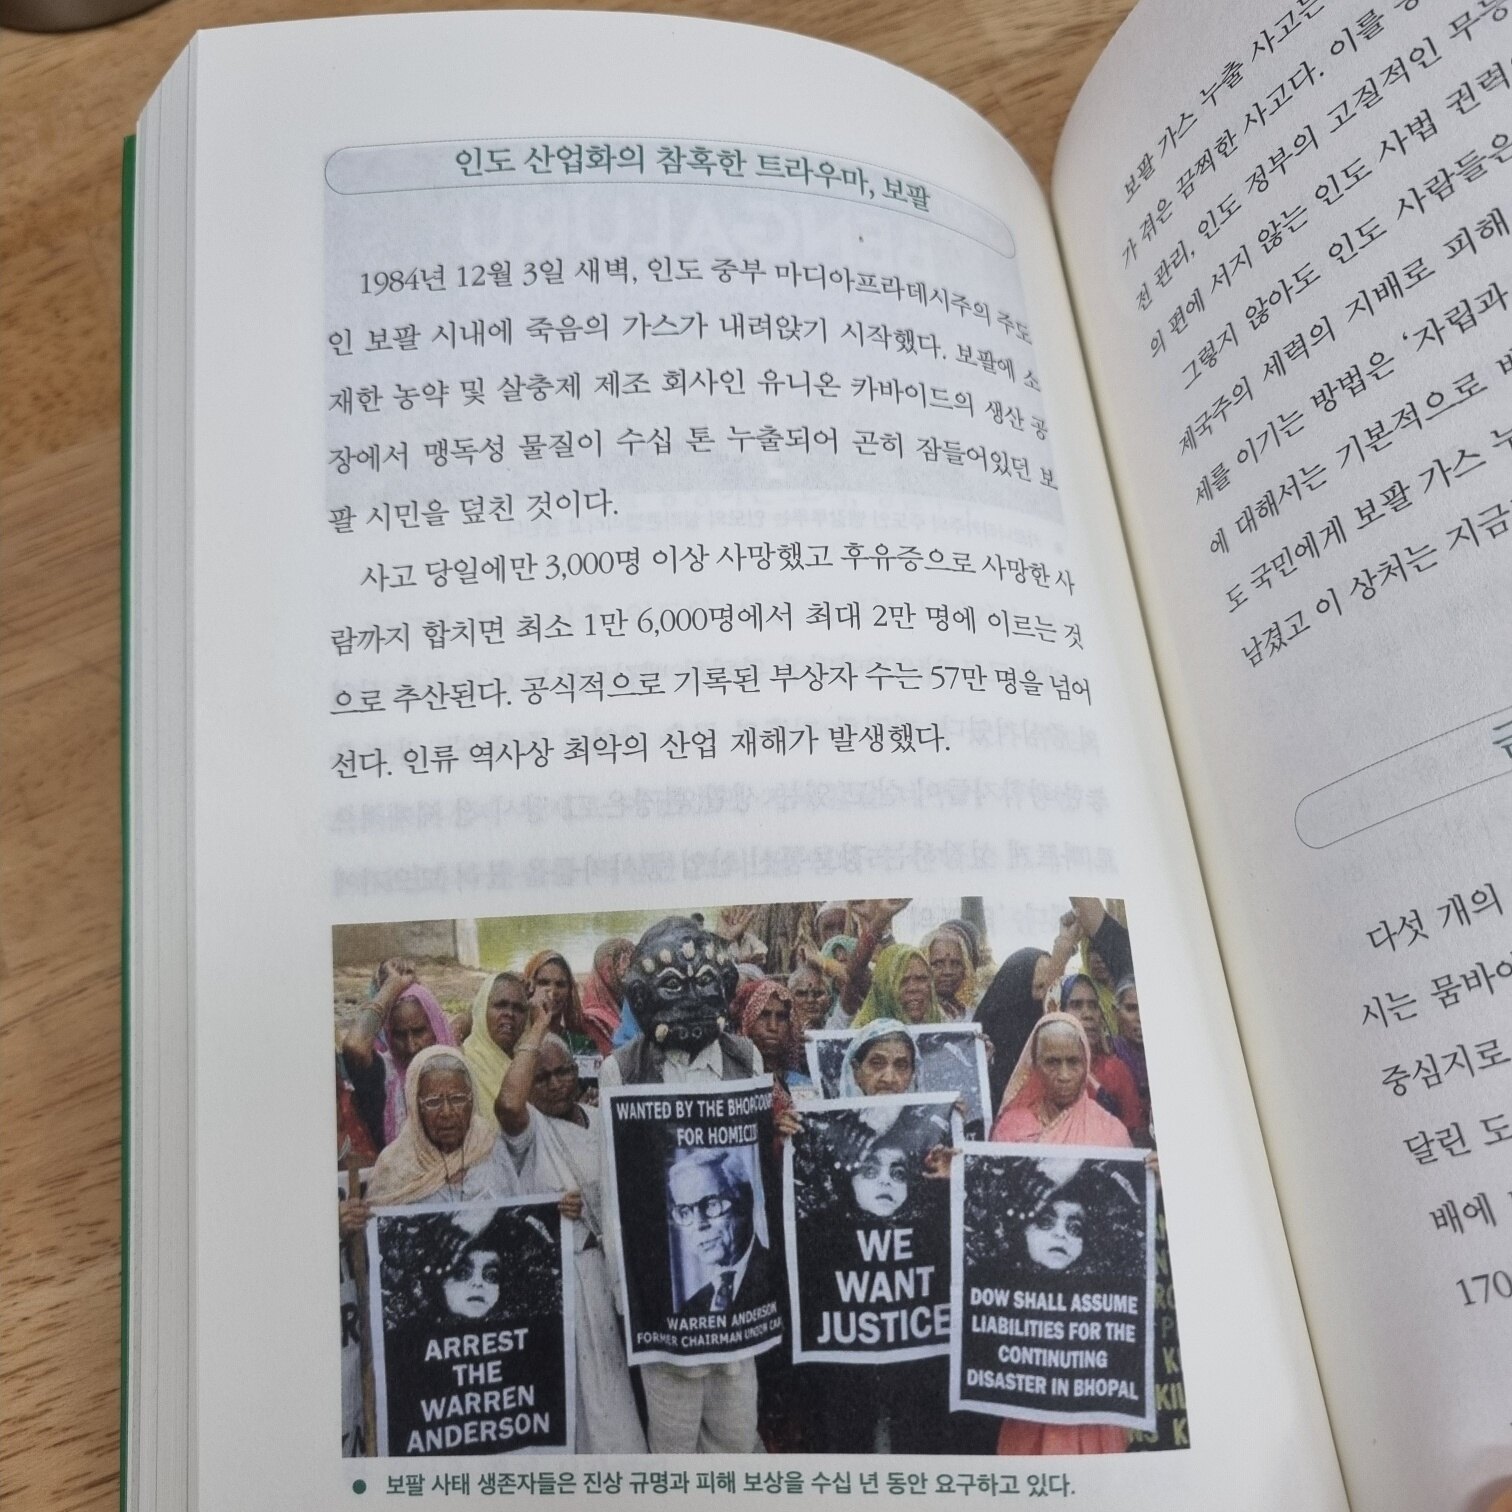 인도 산업화의 참혹한 트라우마, 보팔
1984년 12월 3일 새벽, 인도 중부 마디아프라데시주의 주도
인 보팔 시내에 죽음의 가스가 내려앉기 시작했다. 보팔에 소
재한 농약 및 살충제 제조 회사인 유니온 카바이드의 생산 공
장에서 맹독성 물질이 수십 톤 누출되어 곤히 잠들어있던 보
팔 시민을 덮친 것이다.
사고 당일에만 3,000명 이상 사망했고 후유증으로 사망한 사
람까지 합치면 최소 1만 6,000명에서 최대 2만 명에 이르는 것
으로 추산된다. 공식적으로 기록된 부상자 수는 57만 명을 넘어
선다. 인류 역사상 최악의 산업 재해가 발생했다.
WANTED BY THE
FOR
WARREN ANDERSON
FORMER CHAIRMAN UNION
ARREST
THE
WARREN
ANDERSON
WE
WANT
JUSTICE
DOW SHALL ASSUME
LIABILITIES FOR THE
CONTINUTING
DISASTER IN BHOPAL
● 보팔 사태 생존자들은 진상 규명과 피해 보상을 수십 년 동안 요구하고 있다.
보팔 가스 누출 사고는
가 겪은 끔찍한 사고다. 이를
전 관리, 인도 정부의 고질적인
의 편에 서지 않는 인도 사법
그렇지 않아도 인도 사람들은
제국주의 세력의 지배로 피해
세를 이기는 방법은 ‘자립과
에 대해서는 기본적으로
도 국민에게 보팔 가스
남겼고 이 상처는 지금
다섯 개의
시는
중심지로
달린
배에
170